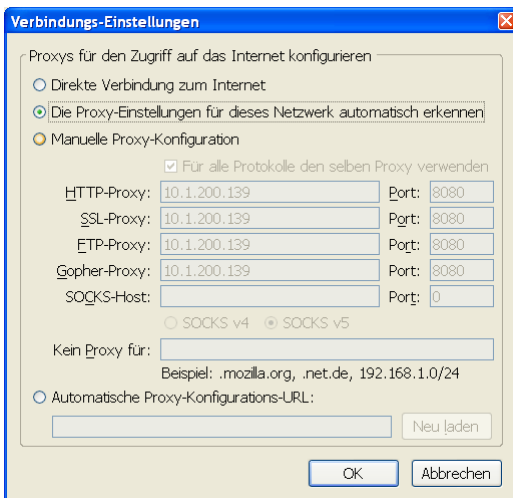 Verbindungs-Einstellungen
Proxys für den Zugriff auf das Internet konfigurieren
Direkte Verbindung zum Internet
Die Proxy-Einstellungen für dieses Netzwerk automatisch erkennen
Manuelle Proxy-Konfiguration
Für alle Protokolle den selben Proxy verwenden
HTTP-Proxy: 10.1.200.139 Port: 8080
SSL-Proxy: 10.1.200.139 Port: 8080
FTP-Proxy: 10.1.200.139 Port: 8080
Gopher-Proxy: 10.1.200.139 Port: 8080
SOCKS-Host: Port: 0
SOCKS v4 SOCKS v5
Kein Proxy für:
Beispiel: .mozilla.org, .net.de, 192.168.1.0/24
Automatische Proxy-Konfigurations-URL:
Neu laden
OK Abbrechen